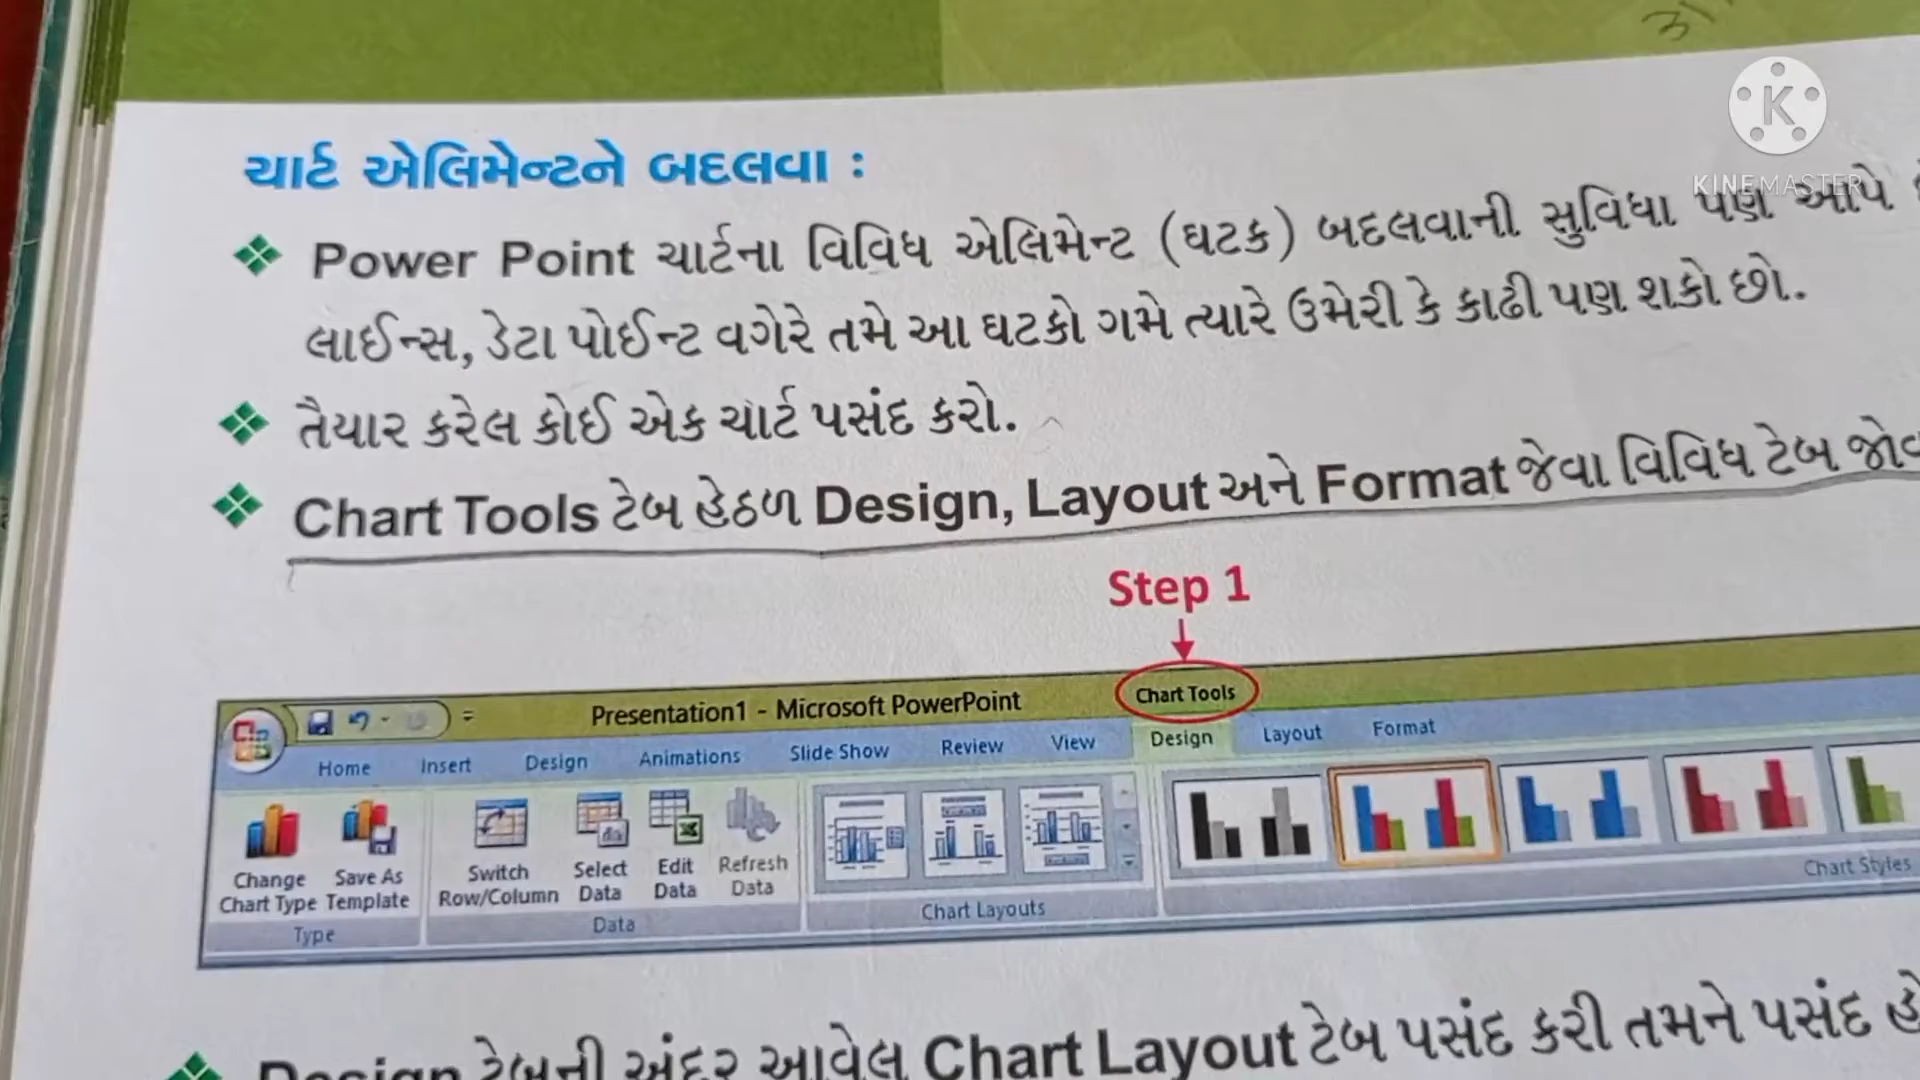 KINEMASTER
ચાર્ટ એલિમેન્ટને બદલવા :
Power Point ચાર્ટના વિવિધ એલિમેન્ટ (ઘટક) બદલવાની સુવિધા પણ આપે
લાઈન્સ, ડેટા પોઈન્ટ વગેરે તમે આ ઘટકો ગમે ત્યારે ઉમેરી કે કાઢી પણ શકો છો.
તૈયાર કરેલ કોઈ એક ચાર્ટ પસંદ કરો.
Chart Tools ટેબ હેઠળ Design, Layout અને Format જેવા વિવિધ ટેબ
Step 1
Presentation1 - Microsoft PowerPoint Chart Tools
Home Insert Design Animations Slide Show Review View Design Layout Format
Change Chart Type
Save As Template
Switch Row/Column
Select Data
Edit Data
Refresh Data
Type Data Chart Layouts Chart Styles
Design ટેબની અંદર આવેલ Chart Layout ટેબ પસંદ કરી તમને પસંદ